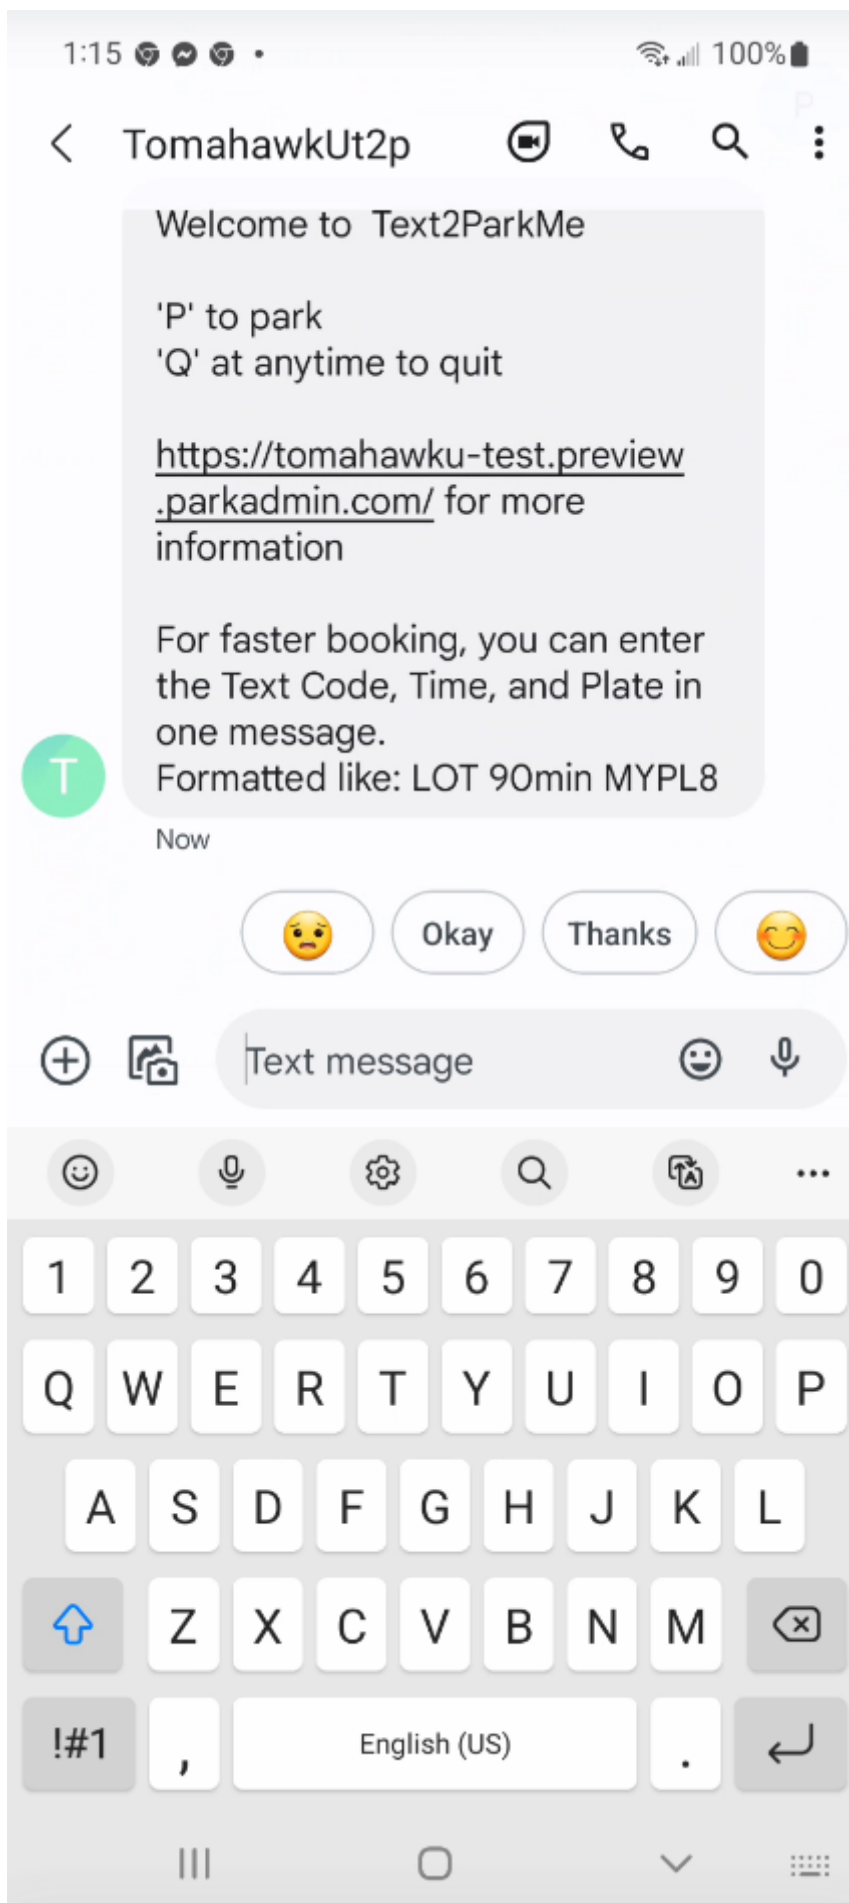 1:15
100%
TomahawkUt2p
P
Welcome to  Text2ParkMe
'P' to park
'Q' at anytime to quit
https://tomahawku-test.preview
.parkadmin.com/ for more
information
For faster booking, you can enter
the Text Code, Time, and Plate in
one message.
Formatted like: LOT 90min MYPL8
T
Now
Okay
Thanks
Text message
1 2 3 4 5 6 7 8 9 0
Q W E R T Y U I O P
A S D F G H J K L
Z X C V B N M
!#1 , English (US) .